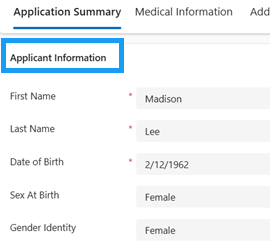 Application Summary Medical Information Add
Applicant Information
First Name * Madison
Last Name * Lee
Date of Birth * 2/12/1962
Sex At Birth Female
Gender Identity Female